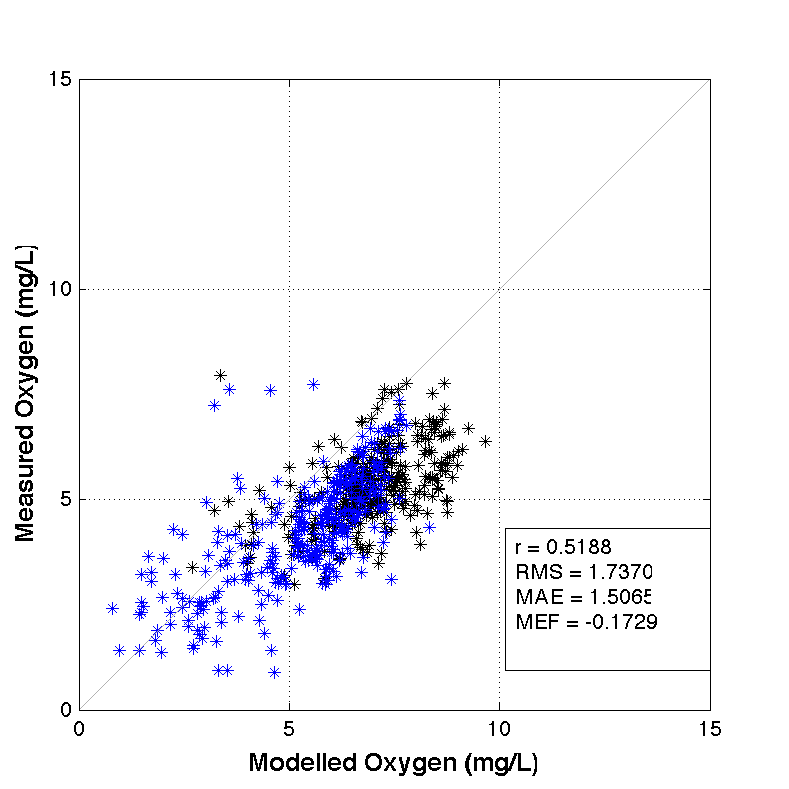 15
10
5
0
0
5
10
15
Measured Oxygen (mg/L)
Modelled Oxygen (mg/L)
r = 0.5188
RMS = 1.7370
MAE = 1.5065
MEF = -0.1729